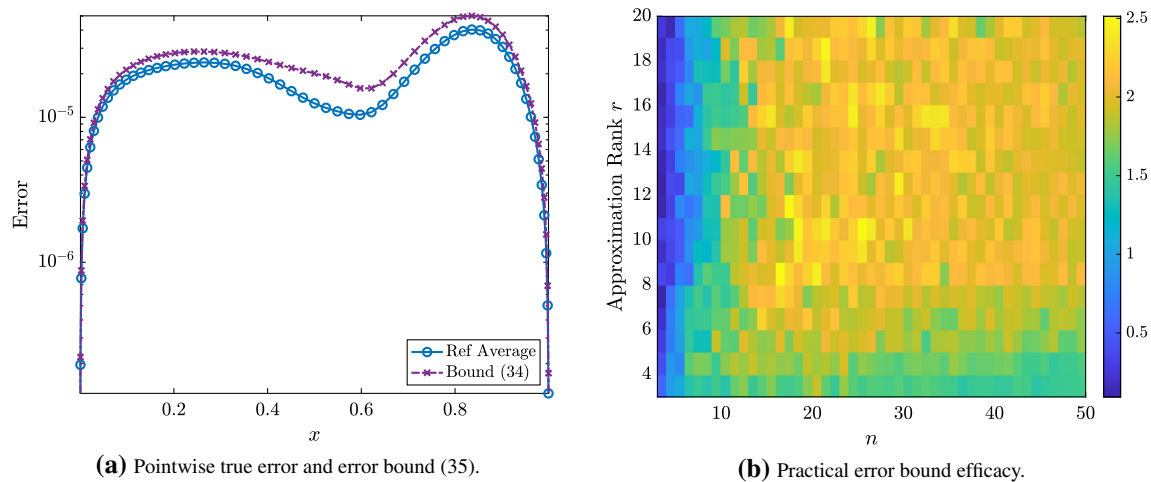 Error
10⁻⁵
10⁻⁶
0.2 0.4 0.6 0.8
x
Ref Average
Bound (34)
(a) Pointwise true error and error bound (35).
Approximation Rank r
20
18
16
14
12
10
8
6
4
10 20 30 40 50
n
2.5
2
1.5
1
0.5
(b) Practical error bound efficacy.